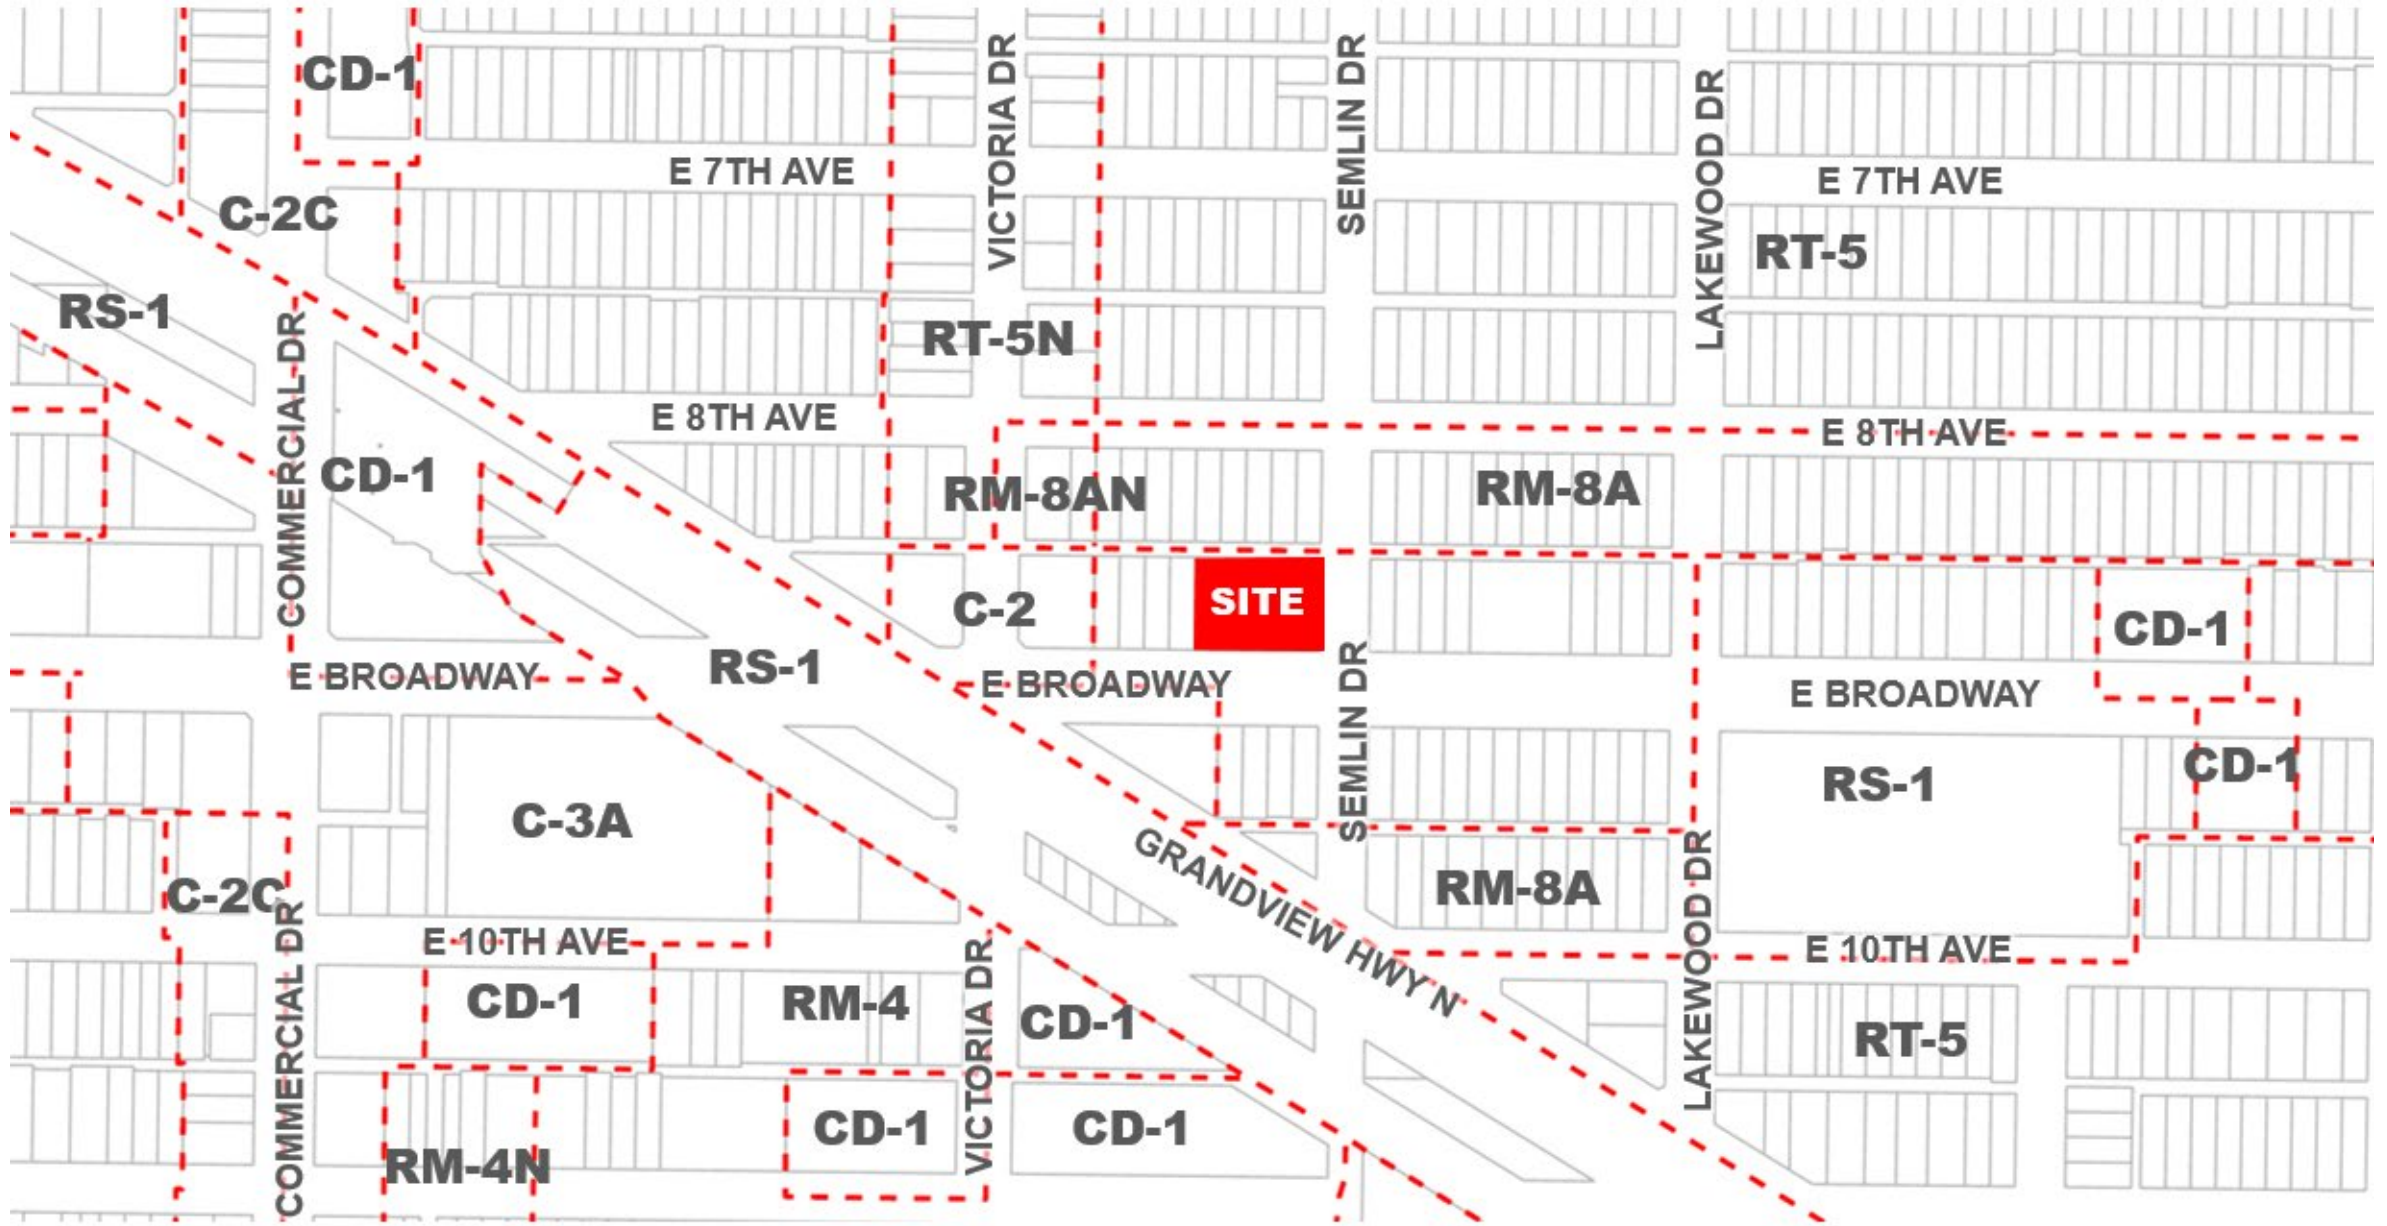 CD-1
VICTORIA DR
SEMLIN DR
LAKEWOOD DR
E 7TH AVE
E 7TH AVE
C-2C
RT-5
RS-1
COMMERCIAL DR
RT-5N
E 8TH AVE
E 8TH AVE
CD-1
RM-8AN
RM-8A
C-2
SITE
CD-1
RS-1
E BROADWAY
E BROADWAY
SEMLIN DR
E BROADWAY
C-3A
RS-1
CD-1
C-2C
COMMERCIAL DR
GRANDVIEW HWY N
RM-8A
LAKEWOOD DR
E 10TH AVE
E 10TH AVE
CD-1
RM-4
VICTORIA DR
CD-1
RT-5
RM-4N
CD-1
CD-1